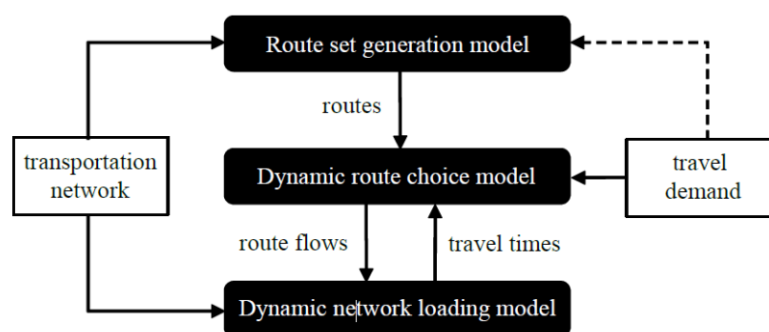 Route set generation model
routes
transportation
network
travel
demand
Dynamic route choice model
route flows
travel times
Dynamic network loading model